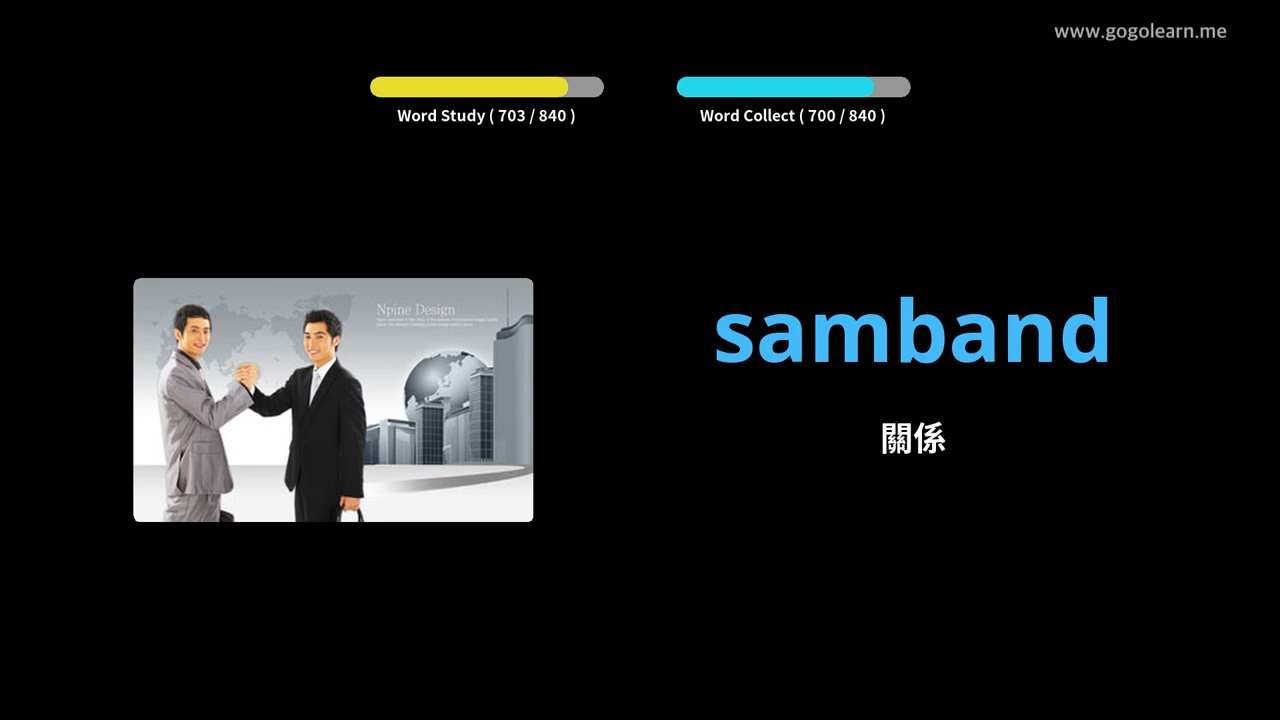 www.gogolearn.me
Word Study ( 703 / 840 )
Word Collect ( 700 / 840 )
Npine Design
samband
關係